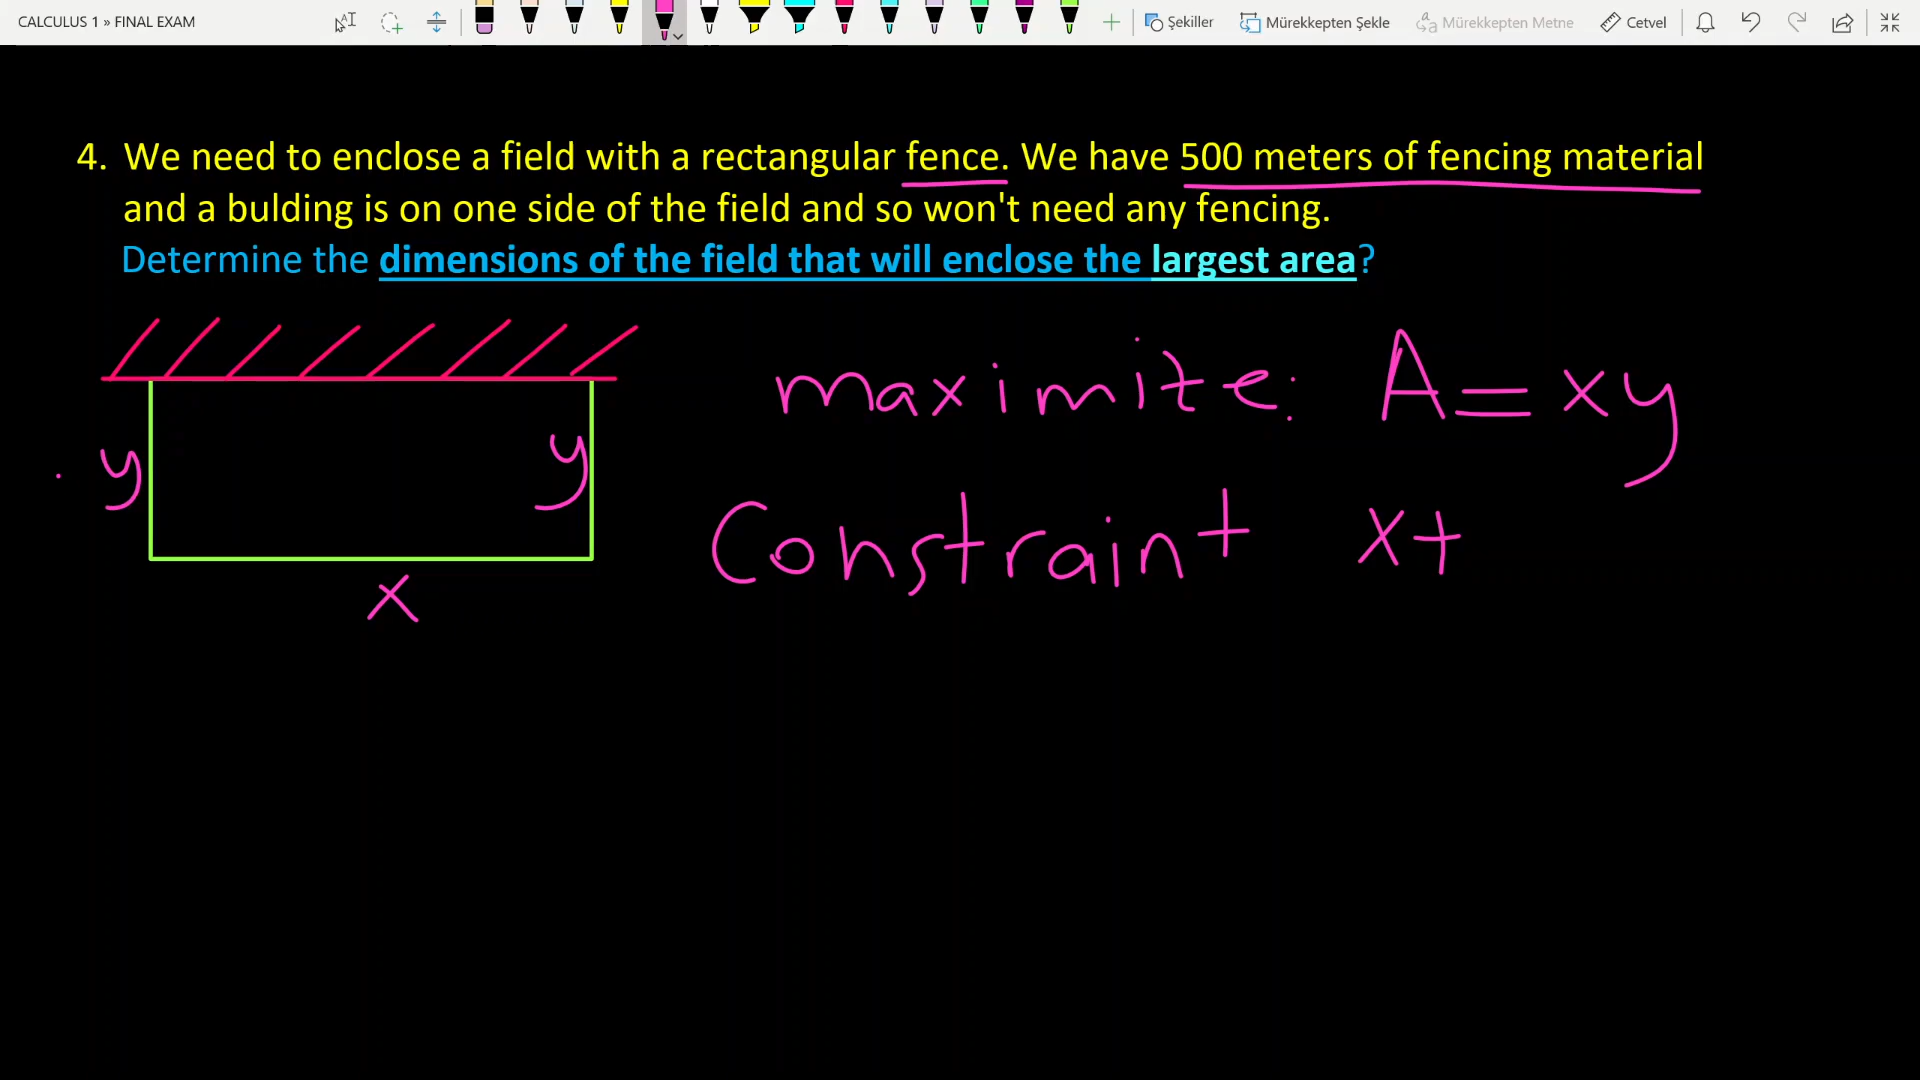 CALCULUS 1 » FINAL EXAM
Şekiller
Mürekkepten Şekle
Mürekkepten Metne
Cetvel
4. We need to enclose a field with a rectangular fence. We have 500 meters of fencing material
and a bulding is on one side of the field and so won't need any fencing.
Determine the dimensions of the field that will enclose the largest area?
maximize: A = xy
y
y
Constraint x+
x